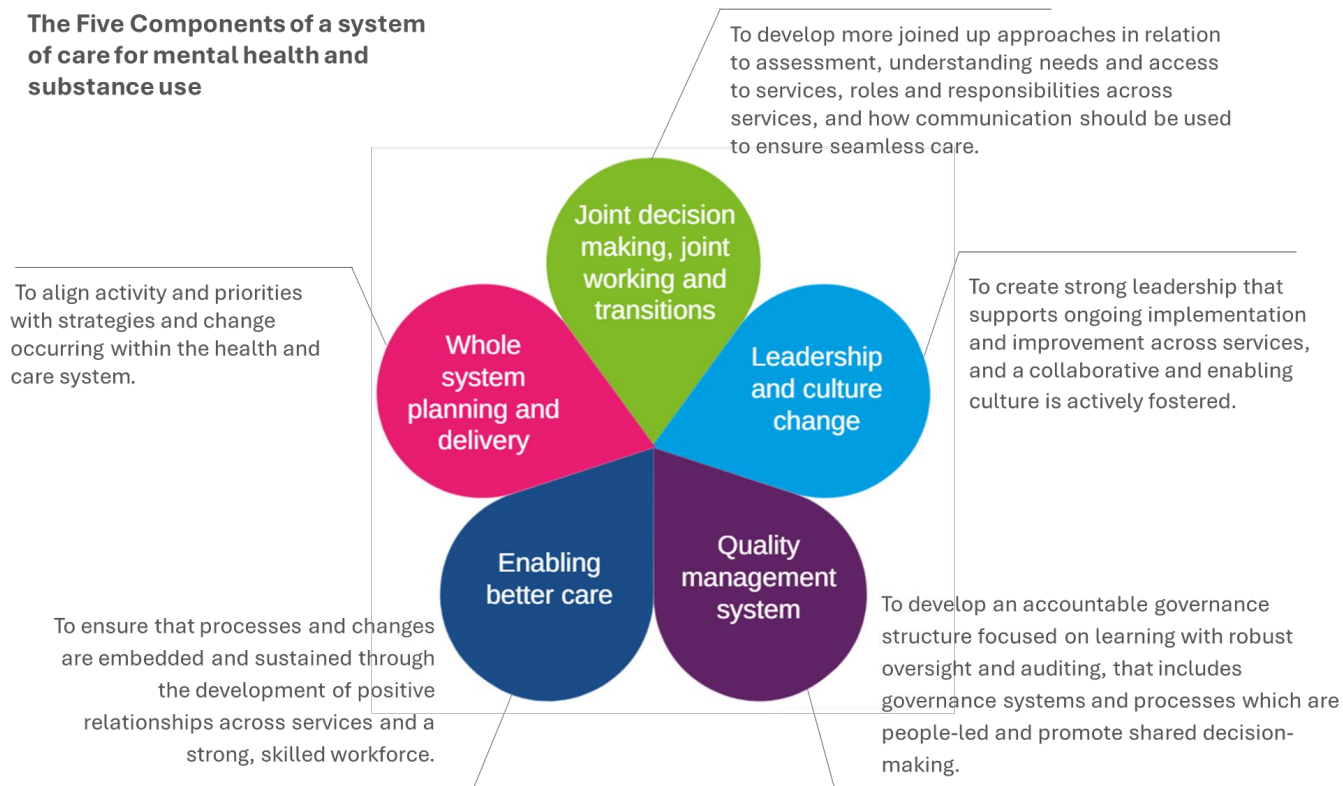 The Five Components of a system
of care for mental health and
substance use
To develop more joined up approaches in relation
to assessment, understanding needs and access
to services, roles and responsibilities across
services, and how communication should be used
to ensure seamless care.
Joint decision
making, joint
working and
transitions
To align activity and priorities
with strategies and change
occurring within the health and
care system.
Whole
system
planning and
delivery
Leadership
and culture
change
To create strong leadership that
supports ongoing implementation
and improvement across services,
and a collaborative and enabling
culture is actively fostered.
Enabling
better care
Quality
management
system
To ensure that processes and changes
are embedded and sustained through
the development of positive
relationships across services and a
strong, skilled workforce.
To develop an accountable governance
structure focused on learning with robust
oversight and auditing, that includes
governance systems and processes which are
people-led and promote shared decision-
making.